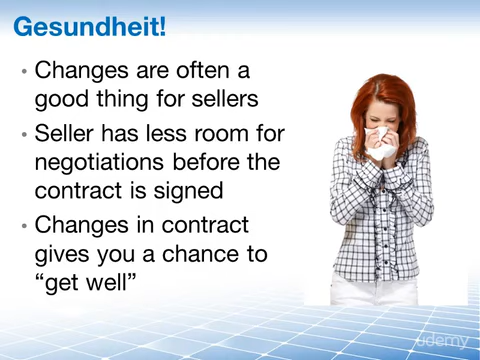 Gesundheit!
• Changes are often a
good thing for sellers
• Seller has less room for
negotiations before the
contract is signed
• Changes in contract
gives you a chance to
“get well”
udemy